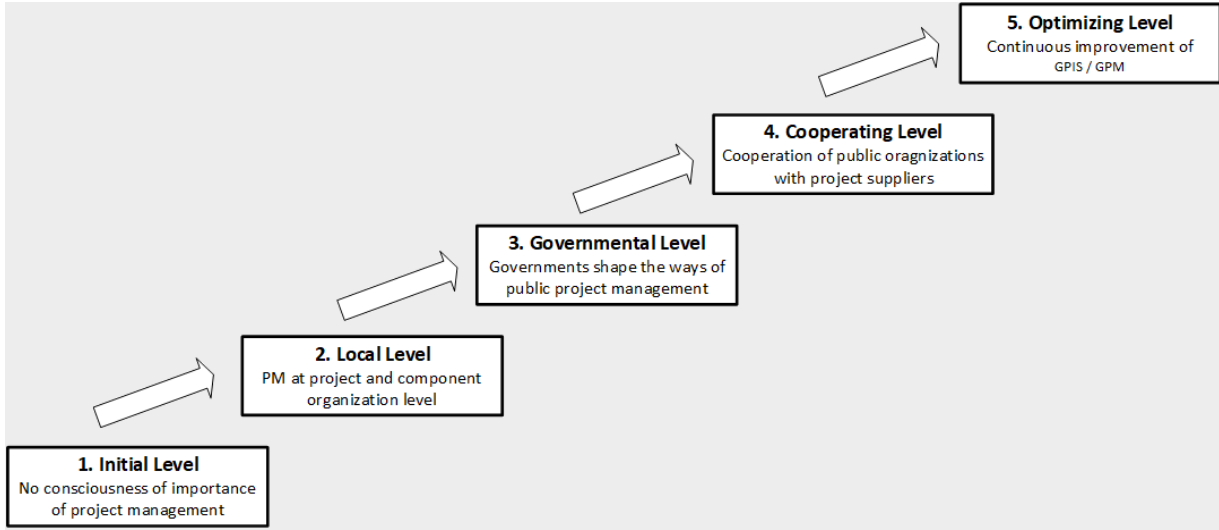 5. Optimizing Level
Continuous improvement of
GPIS / GPM
4. Cooperating Level
Cooperation of public oragnizations
with project suppliers
3. Governmental Level
Governments shape the ways of
public project management
2. Local Level
PM at project and component
organization level
1. Initial Level
No consciousness of importance
of project management